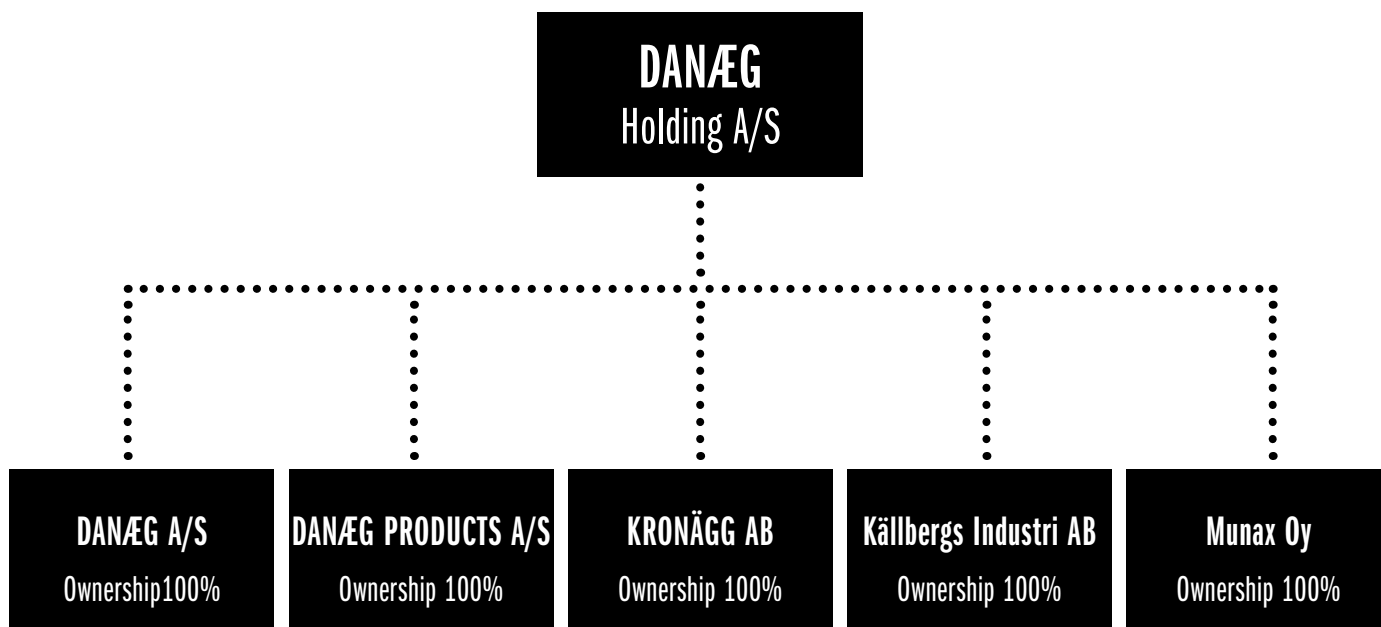 DANÆG
Holding A/S
DANÆG A/S
Ownership100%
DANÆG PRODUCTS A/S
Ownership 100%
KRONÄGG AB
Ownership 100%
Källbergs Industri AB
Ownership 100%
Munax Oy
Ownership 100%